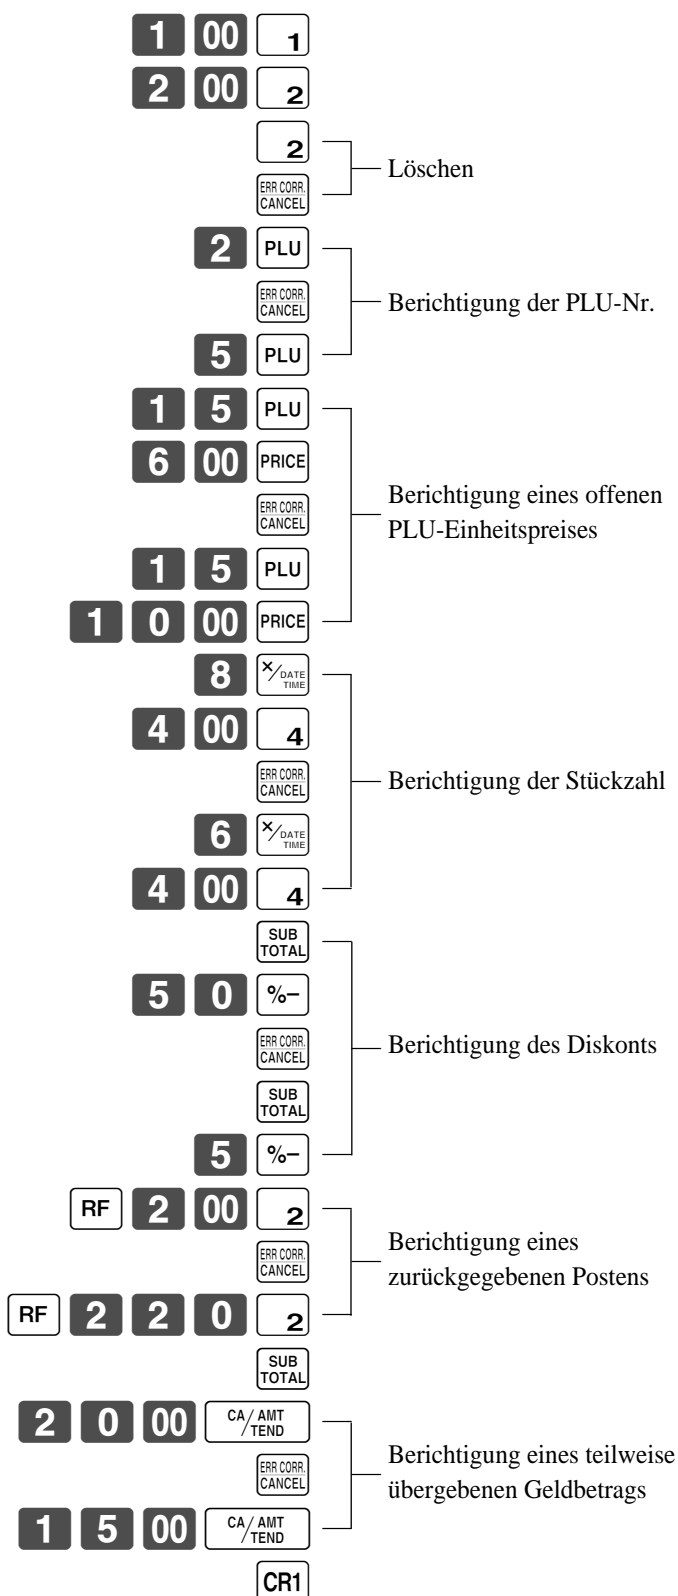 1 00 1
2 00 2
2
Löschen
ERR CORR.
CANCEL
2 PLU
ERR CORR.
CANCEL
Berichtigung der PLU-Nr.
5 PLU
1 5 PLU
6 00 PRICE
ERR CORR.
CANCEL
Berichtigung eines offenen
PLU-Einheitspreises
1 5 PLU
1 0 00 PRICE
8 ×/DATE
TIME
4 00 4
ERR CORR.
CANCEL
Berichtigung der Stückzahl
6 ×/DATE
TIME
4 00 4
SUB
TOTAL
5 0 %−
ERR CORR.
CANCEL
Berichtigung des Diskonts
SUB
TOTAL
5 %−
RF 2 00 2
ERR CORR.
CANCEL
Berichtigung eines
zurückgegebenen Postens
RF 2 2 0 2
SUB
TOTAL
2 0 00 CA/AMT
TEND
ERR CORR.
CANCEL
Berichtigung eines teilweise
übergebenen Geldbetrags
1 5 00 CA/AMT
TEND
CR1